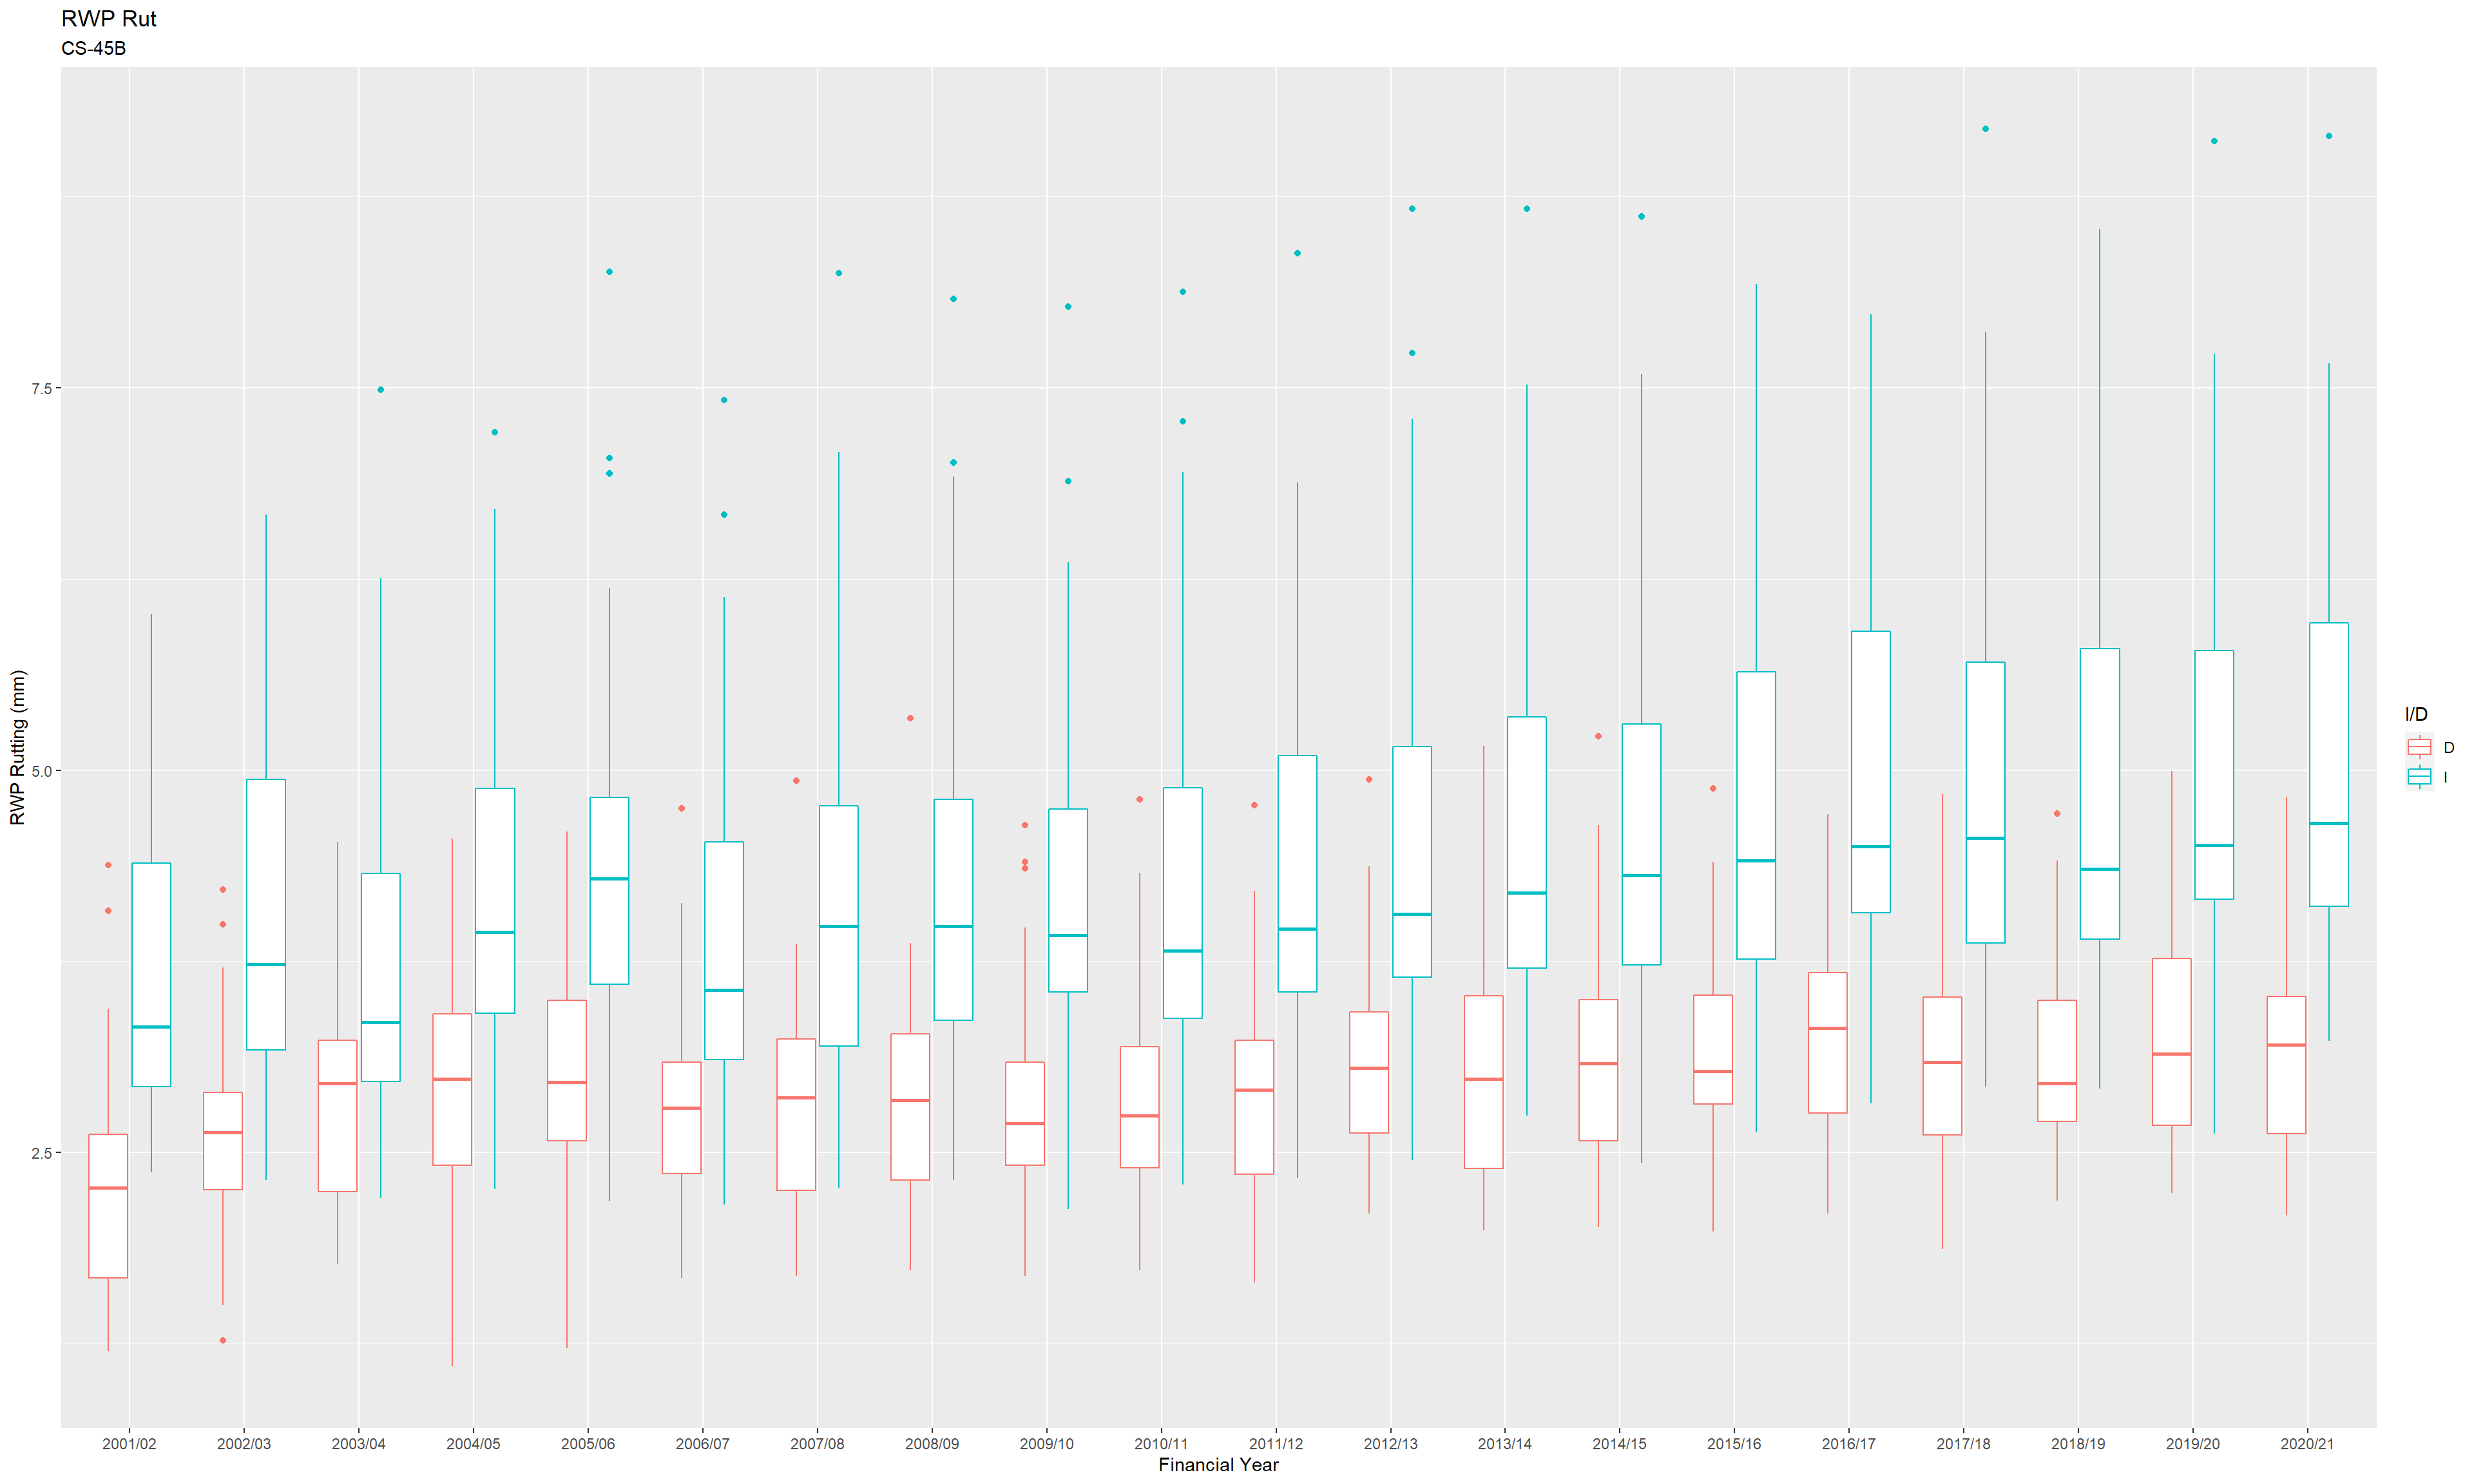 RWP Rut
CS-45B
RWP Rutting (mm)
7.5
5.0
2.5
2001/02 2002/03 2003/04 2004/05 2005/06 2006/07 2007/08 2008/09 2009/10 2010/11 2011/12 2012/13 2013/14 2014/15 2015/16 2016/17 2017/18 2018/19 2019/20 2020/21
Financial Year
I/D
D
I